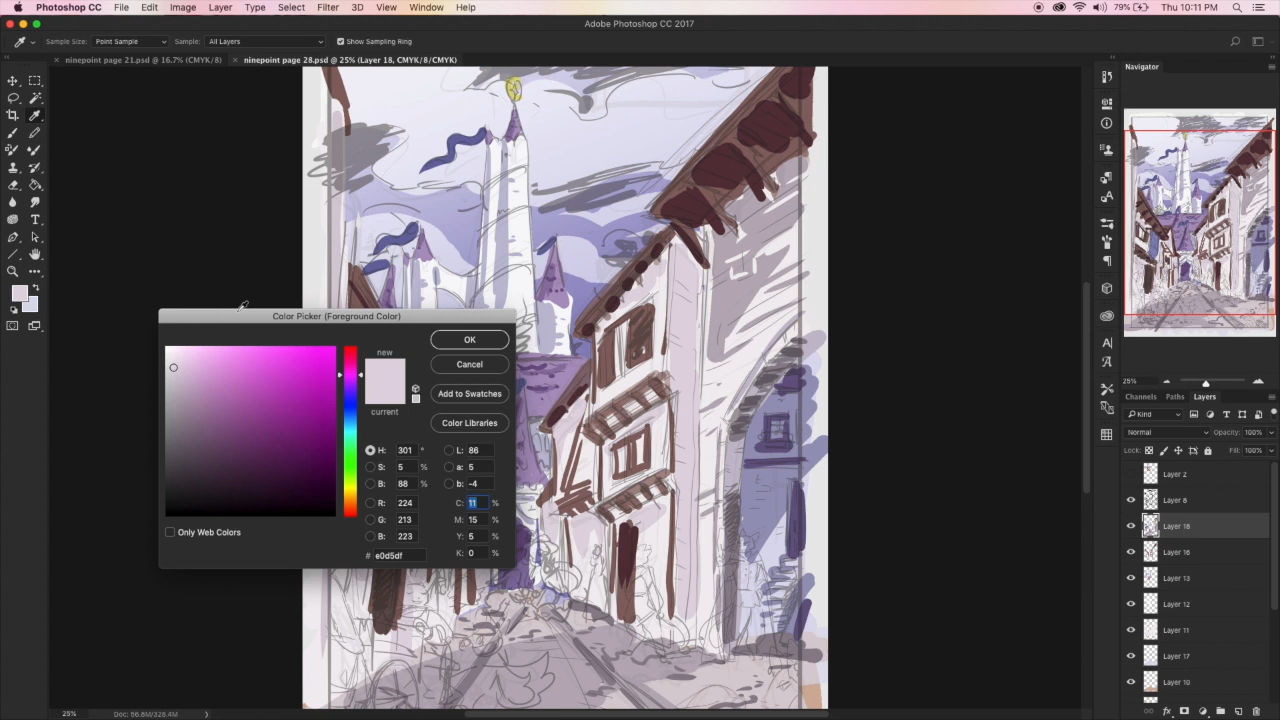 Photoshop CC File Edit Image Layer Type Select Filter 3D View Window Help 79% Thu 10:11 PM
Adobe Photoshop CC 2017
Sample Size: Point Sample Sample: All Layers Show Sampling Ring
ninepoint page 21.psd @ 16.7% (CMYK/8) ninepoint page 28.psd @ 25% (Layer 18, CMYK/8/CMYK)
Navigator
25%
Channels Paths Layers
Kind
Normal Opacity: 100%
Lock: Fill: 100%
Layer 2
Layer 8
Layer 18
Layer 16
Layer 13
Layer 12
Layer 11
Layer 17
Layer 10
Color Picker (Foreground Color)
new
current
OK
Cancel
Add to Swatches
Color Libraries
H: 301 ° L: 86
S: 5 % a: 5
B: 88 % b: -4
R: 224 C: 11 %
G: 213 M: 15 %
B: 223 Y: 5 %
# e0d5df K: 0 %
Only Web Colors
25% Doc: 56.8M/328.4M